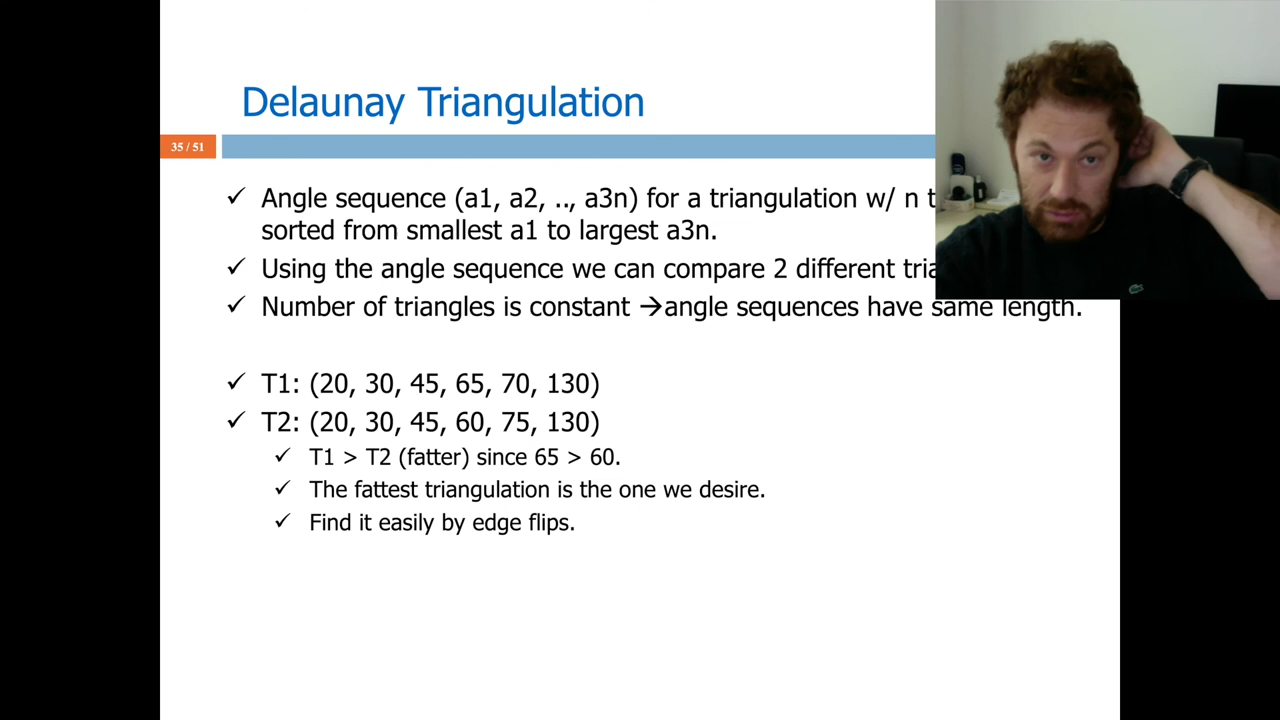 Delaunay Triangulation
35 / 51
✓ Angle sequence (a1, a2, .., a3n) for a triangulation w/ n
sorted from smallest a1 to largest a3n.
✓ Using the angle sequence we can compare 2 different
✓ Number of triangles is constant →angle sequences have same length.
✓ T1: (20, 30, 45, 65, 70, 130)
✓ T2: (20, 30, 45, 60, 75, 130)
✓ T1 > T2 (fatter) since 65 > 60.
✓ The fattest triangulation is the one we desire.
✓ Find it easily by edge flips.